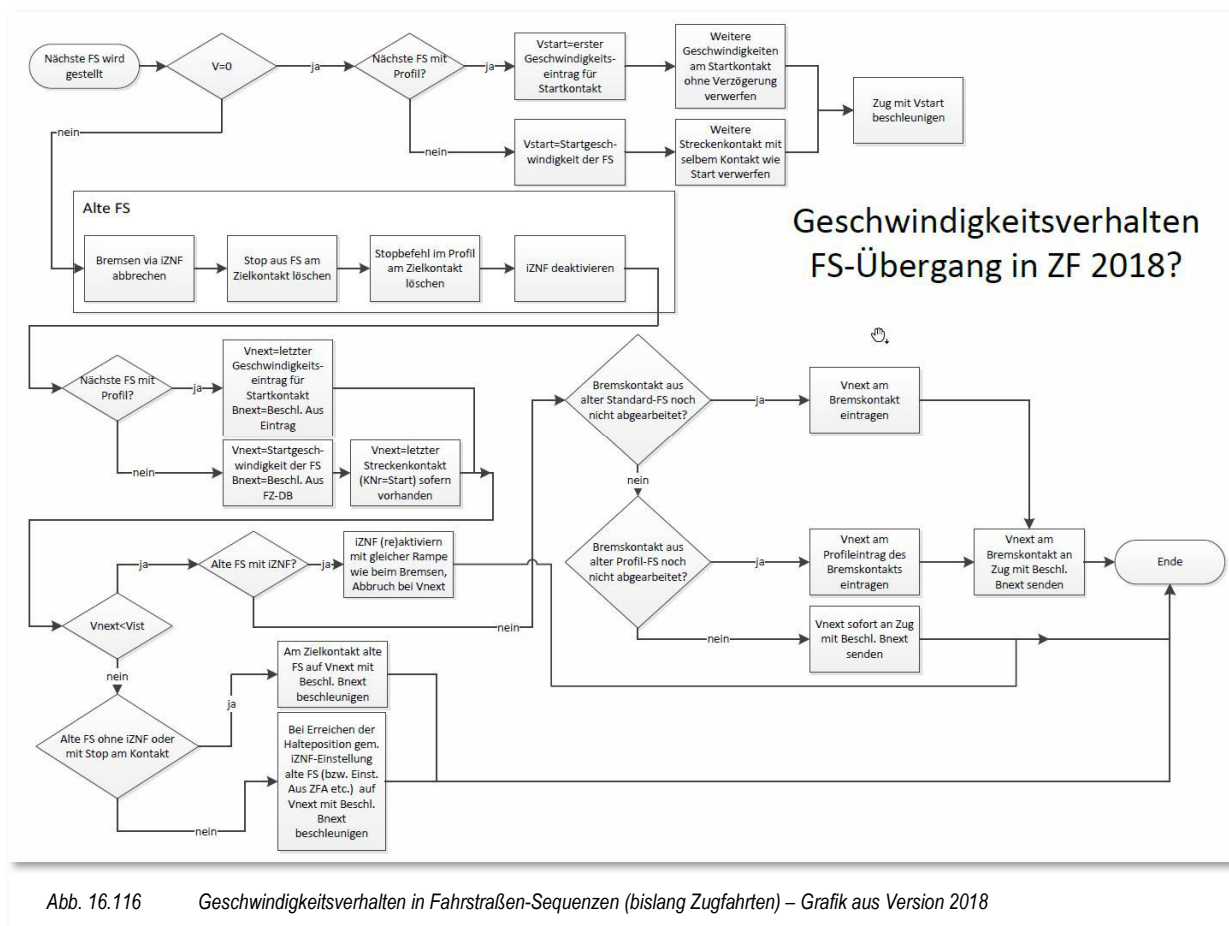 Nächste FS wird
gestellt
V=0
ja
Nächste FS mit
Profil?
ja
Vstart=erster
Geschwindigkeits-
eintrag für
Startkontakt
Weitere
Geschwindigkeiten
am Startkontakt
ohne Verzögerung
verwerfen
Zug mit Vstart
beschleunigen
nein
nein
Vstart=Startgesch-
windigkeit der FS
Weitere
Streckenkontakt mit
selbem Kontakt wie
Start verwerfen
Alte FS
Bremsen via iZNF
abbrechen
Stop aus FS am
Zielkontakt löschen
Stopbefehl im Profil
am Zielkontakt
löschen
iZNF deaktivieren
Geschwindigkeitsverhalten
FS-Übergang in ZF 2018?
Nächste FS mit
Profil?
ja
Vnext=letzter
Geschwindigkeits-
eintrag für
Startkontakt
Bnext=Beschl. Aus
Eintrag
nein
Vnext=Startgesch-
windigkeit der FS
Bnext=Beschl. Aus
FZ-DB
Vnext=letzter
Streckenkontakt
(KNr=Start) sofern
vorhanden
Bremskontakt aus
alter Standard-FS noch
nicht abgearbeitet?
ja
Vnext am
Bremskontakt
eintragen
nein
Bremskontakt aus
alter Profil-FS noch
nicht abgearbeitet?
ja
Vnext am
Profileintrag des
Bremskontakts
eintragen
Vnext am
Bremskontakt an
Zug mit Beschl.
Bnext senden
Ende
nein
Vnext sofort an Zug
mit Beschl. Bnext
senden
Vnext<Vist
ja
Alte FS mit iZNF?
ja
iZNF (re)aktiviern
mit gleicher Rampe
wie beim Bremsen,
Abbruch bei Vnext
nein
nein
Alte FS ohne iZNF oder
mit Stop am Kontakt
ja
Am Zielkontakt alte
FS auf Vnext mit
Beschl. Bnext
beschleunigen
nein
Bei Erreichen der
Halteposition gem.
iZNF-Einstellung
alte FS (bzw. Einst.
Aus ZFA etc.) auf
Vnext mit Beschl.
Bnext
beschleunigen
Abb. 16.116 Geschwindigkeitsverhalten in Fahrstraßen-Sequenzen (bislang Zugfahrten) – Grafik aus Version 2018